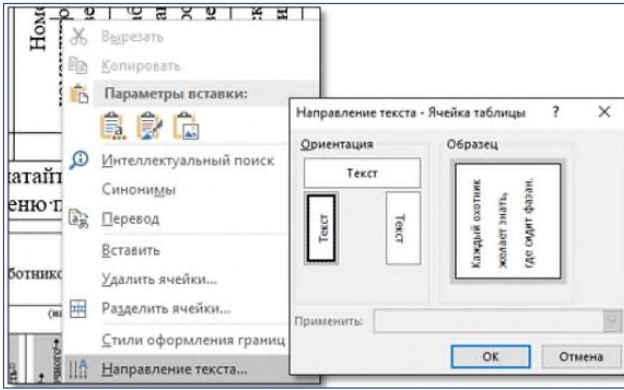 Номе
Вырезать
Копировать
Параметры вставки:
Интеллектуальный поиск
Синонимы
Перевод
Вставить
Удалить ячейки...
Разделить ячейки...
Стили оформления границ
Направление текста...
Направление текста - Ячейка таблицы
? ✕
Ориентация
Текст
Текст
Текст
Образец
Каждый охотник
желает знать,
где сидит фазан.
Применить:
ОК
Отмена